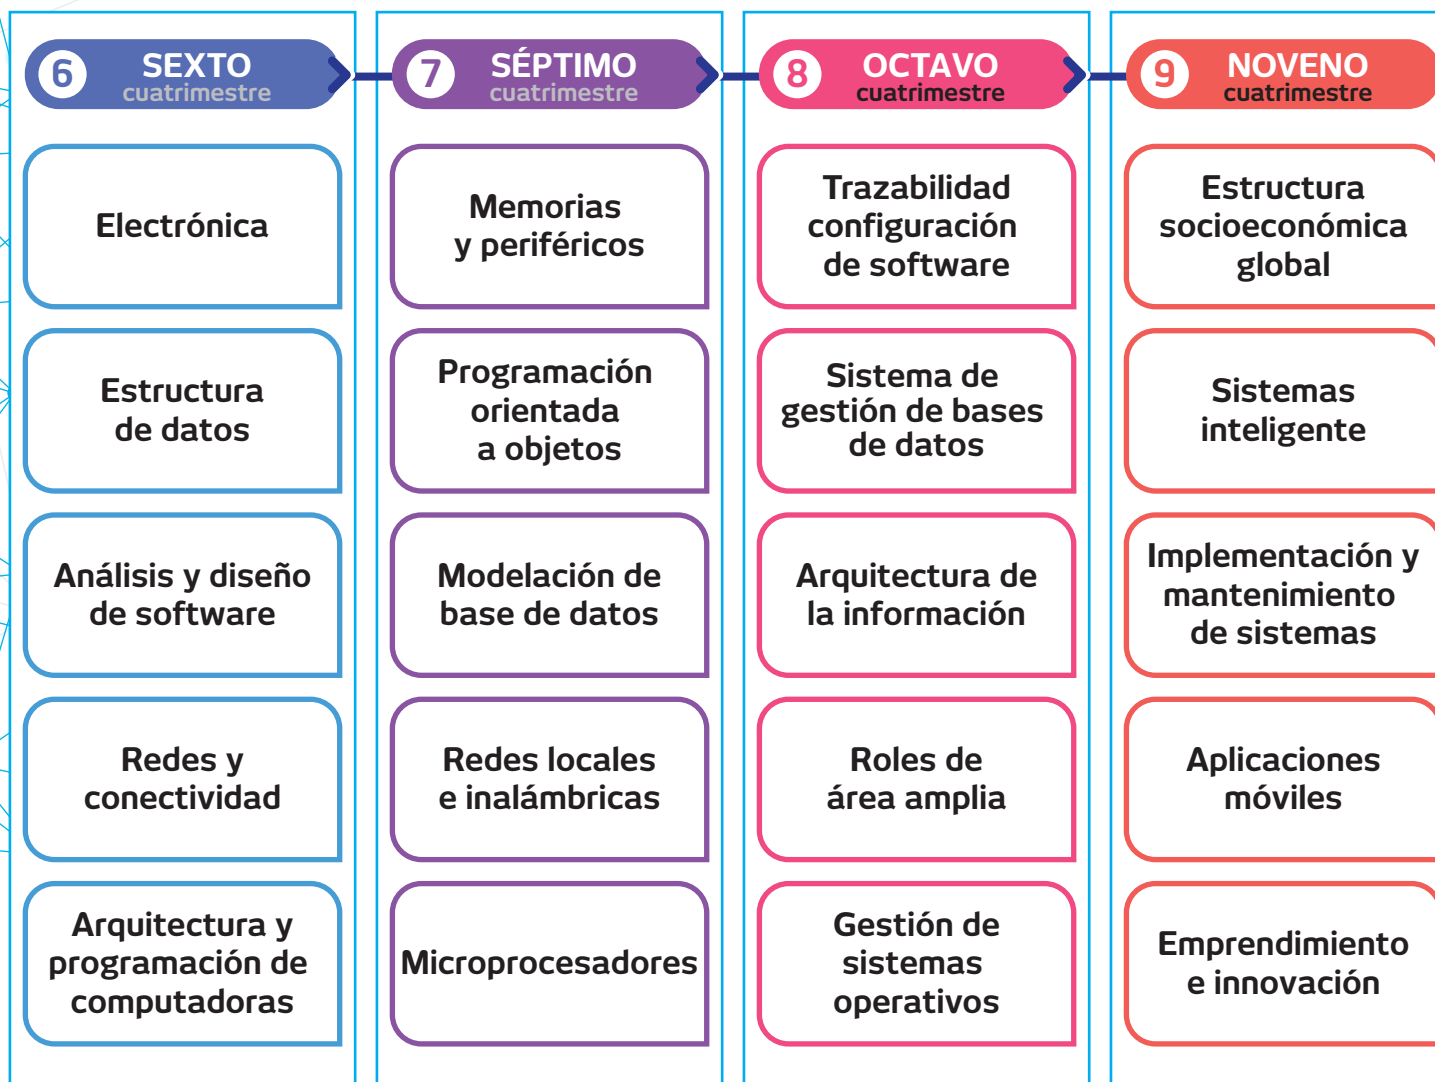 6
SEXTO
cuatrimestre
Electrónica
Estructura
de datos
Análisis y diseño
de software
Redes y
conectividad
Arquitectura y
programación de
computadoras
7
SÉPTIMO
cuatrimestre
Memorias
y periféricos
Programación
orientada
a objetos
Modelación de
base de datos
Redes locales
e inalámbricas
Microprocesadores
8
OCTAVO
cuatrimestre
Trazabilidad
configuración
de software
Sistema de
gestión de bases
de datos
Arquitectura de
la información
Roles de
área amplia
Gestión de
sistemas
operativos
9
NOVENO
cuatrimestre
Estructura
socioeconómica
global
Sistemas
inteligente
Implementación y
mantenimiento
de sistemas
Aplicaciones
móviles
Emprendimiento
e innovación